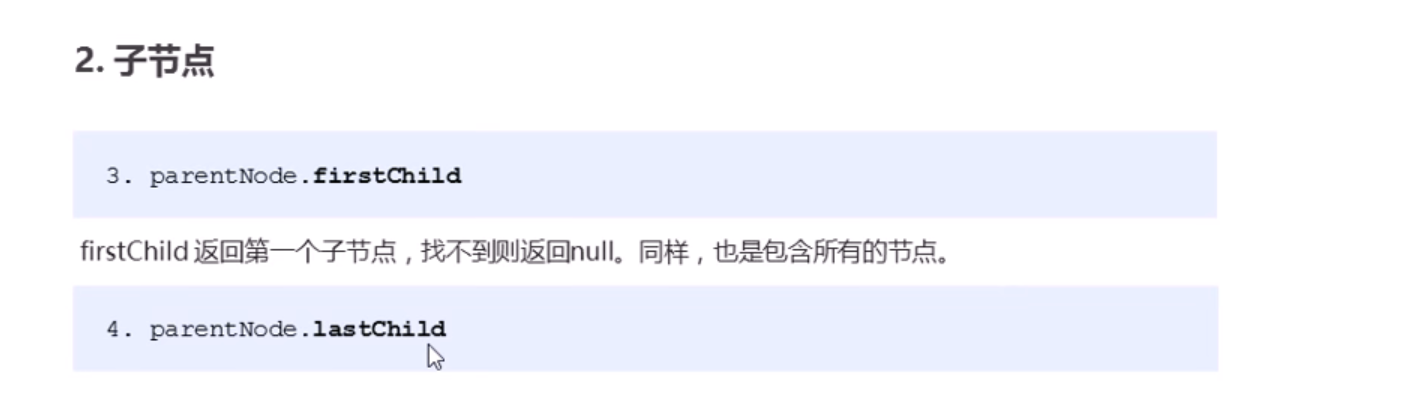 2. 子节点
3. parentNode.firstChild
firstChild 返回第一个子节点，找不到则返回null。同样，也是包含所有的节点。
4. parentNode.lastChild